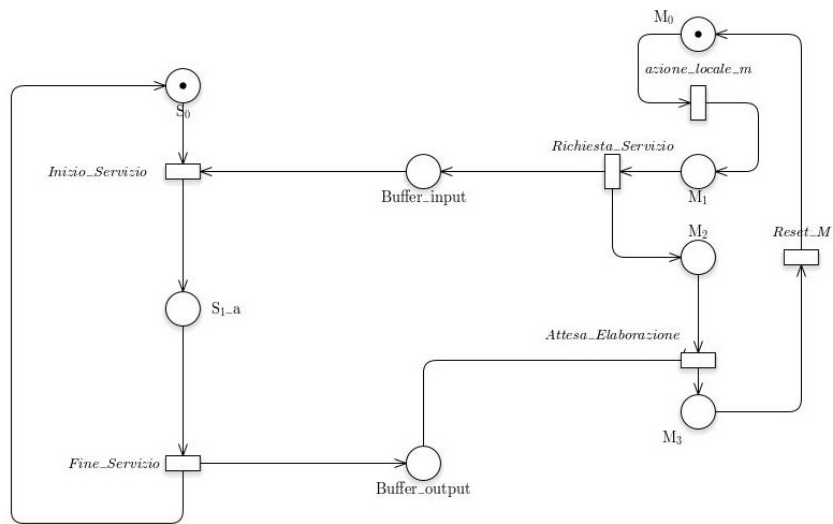 M₀
azione_locale_m
S₀
Richiesta_Servizio
Inizio_Servizio
Buffer_input
M₁
M₂
Reset_M
S₁_a
Attesa_Elaborazione
M₃
Fine_Servizio
Buffer_output